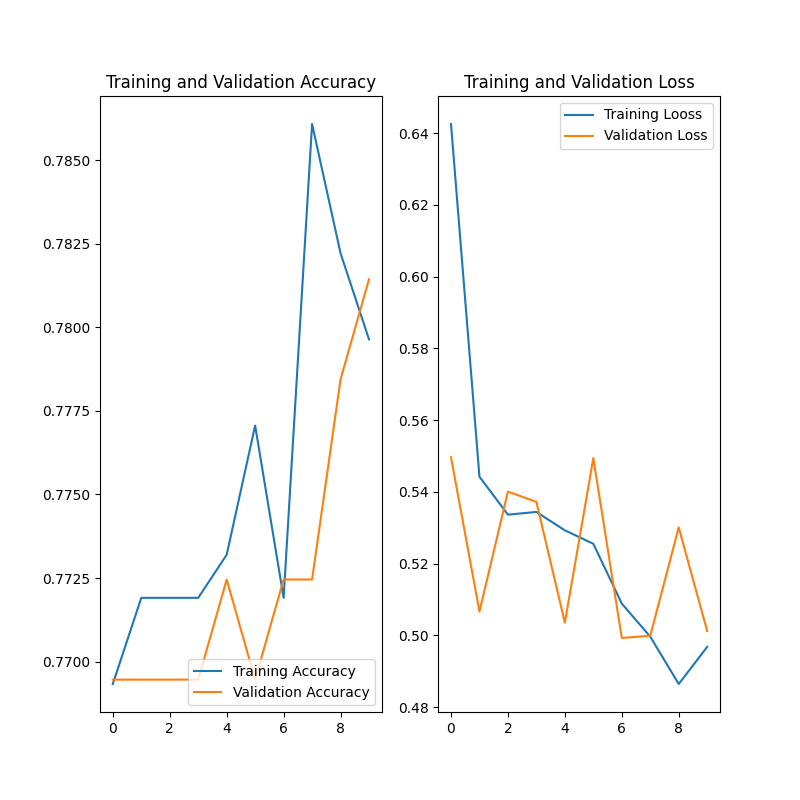 Training and Validation Accuracy
0.7850
0.7825
0.7800
0.7775
0.7750
0.7725
0.7700
Training Accuracy
Validation Accuracy
0 2 4 6 8
Training and Validation Loss
Training Looss
Validation Loss
0.64
0.62
0.60
0.58
0.56
0.54
0.52
0.50
0.48
0 2 4 6 8